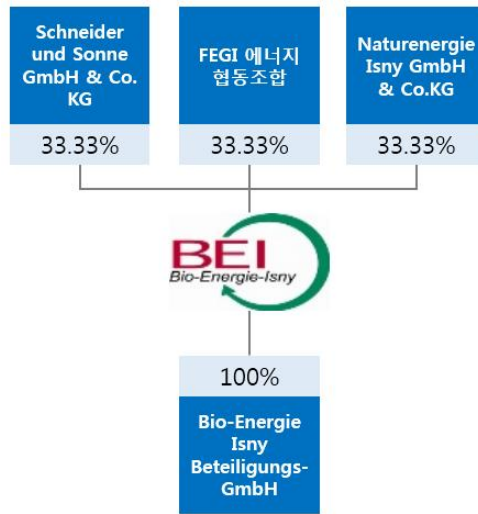 Schneider
und Sonne
GmbH & Co.
KG
33.33%
FEGI 에너지
협동조합
33.33%
Naturenergie
Isny GmbH
& Co.KG
33.33%
BEI
Bio-Energie-Isny
100%
Bio-Energie
Isny
Beteiligungs-
GmbH